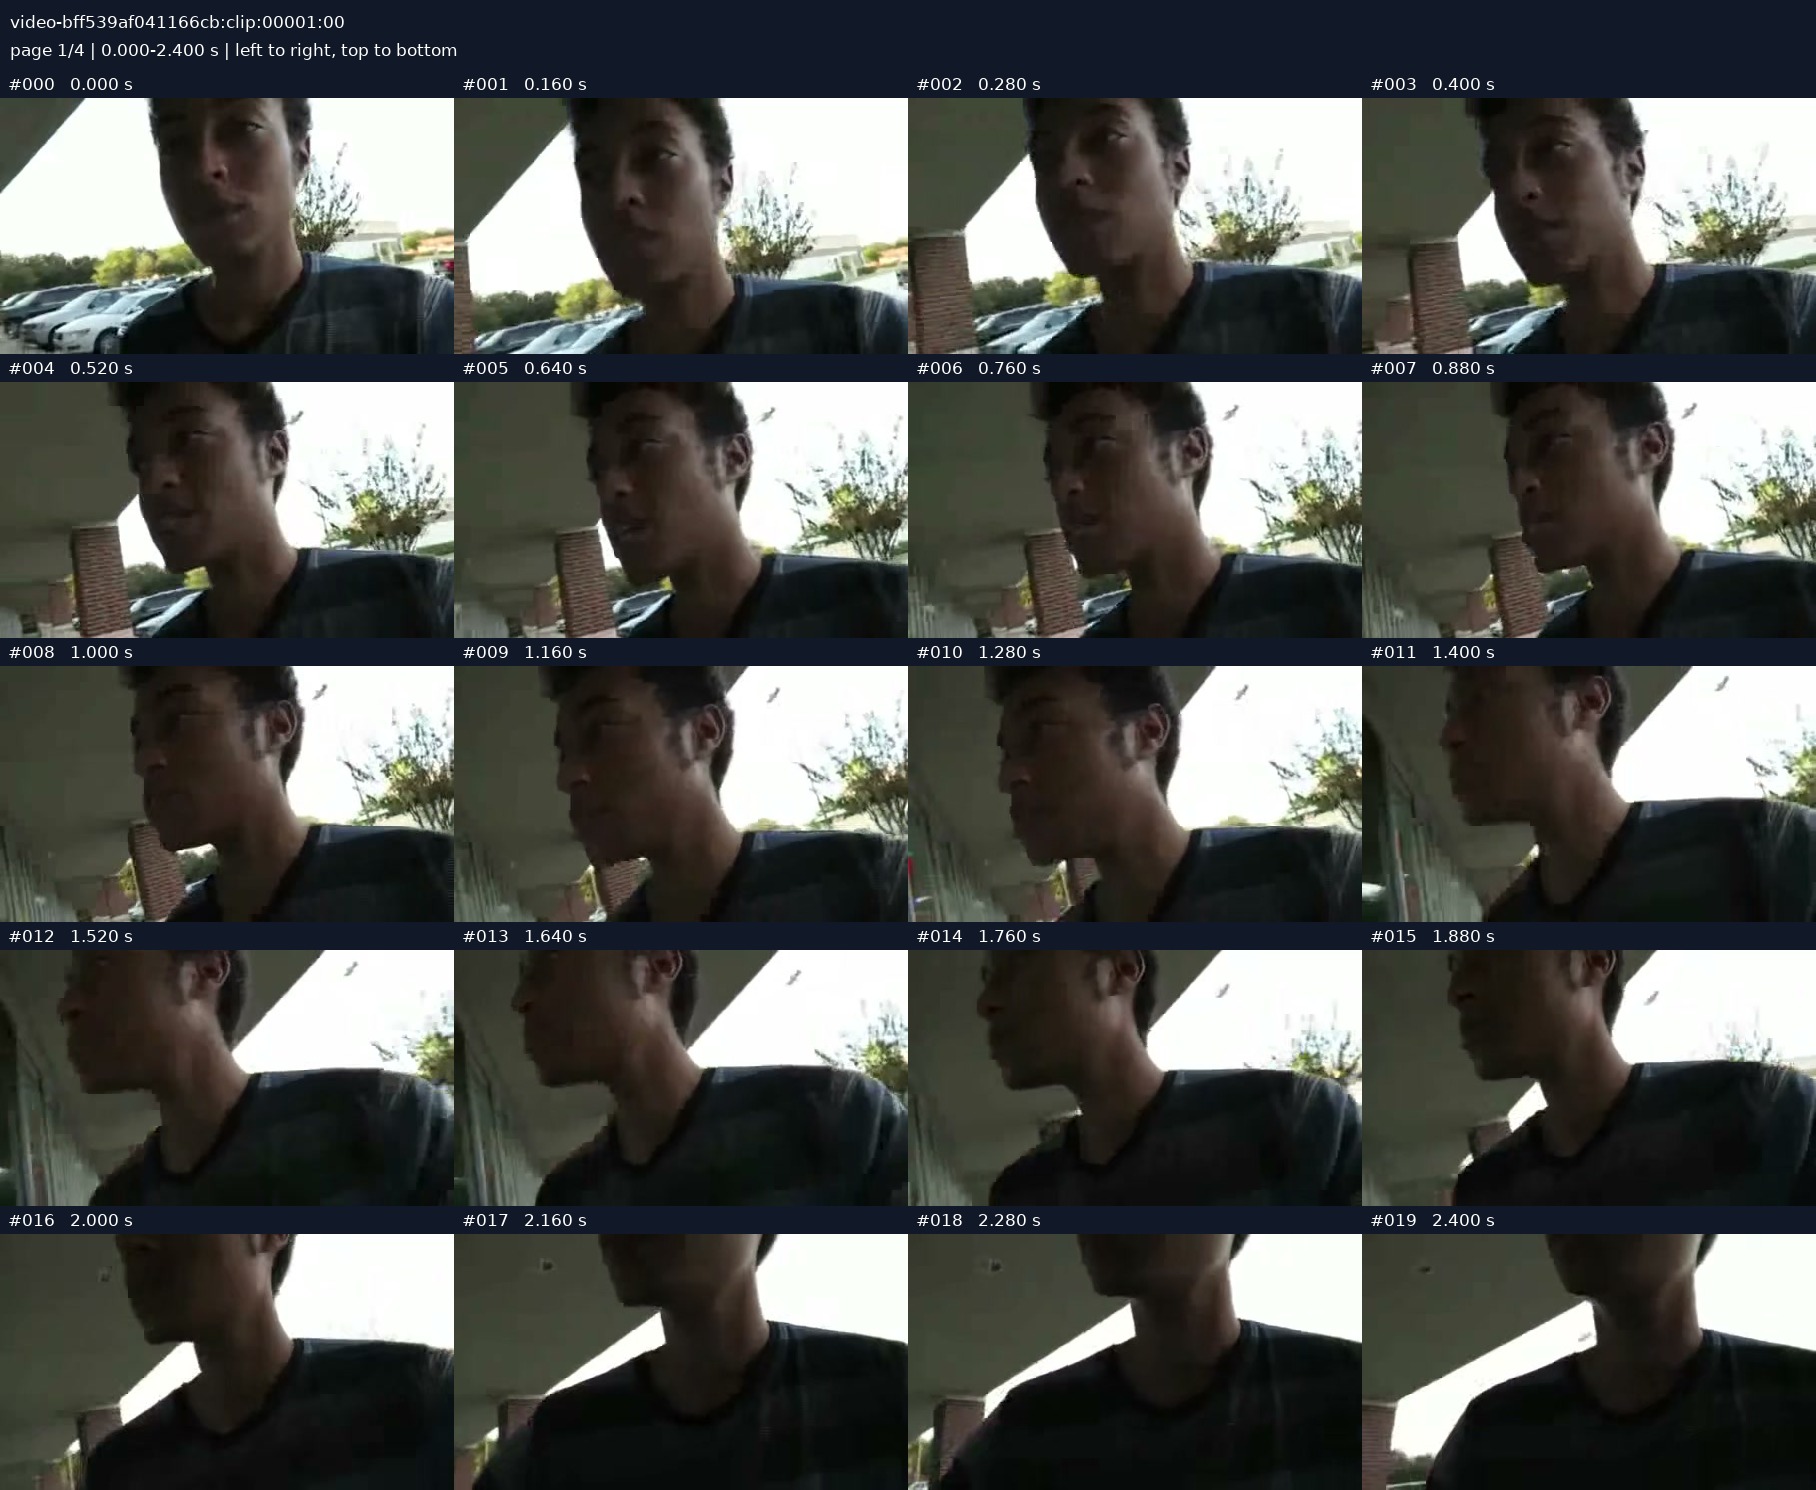 video-bff539af041166cb:clip:00001:00
page 1/4 | 0.000-2.400 s | left to right, top to bottom
#000 0.000 s
#001 0.160 s
#002 0.280 s
#003 0.400 s
#004 0.520 s
#005 0.640 s
#006 0.760 s
#007 0.880 s
#008 1.000 s
#009 1.160 s
#010 1.280 s
#011 1.400 s
#012 1.520 s
#013 1.640 s
#014 1.760 s
#015 1.880 s
#016 2.000 s
#017 2.160 s
#018 2.280 s
#019 2.400 s